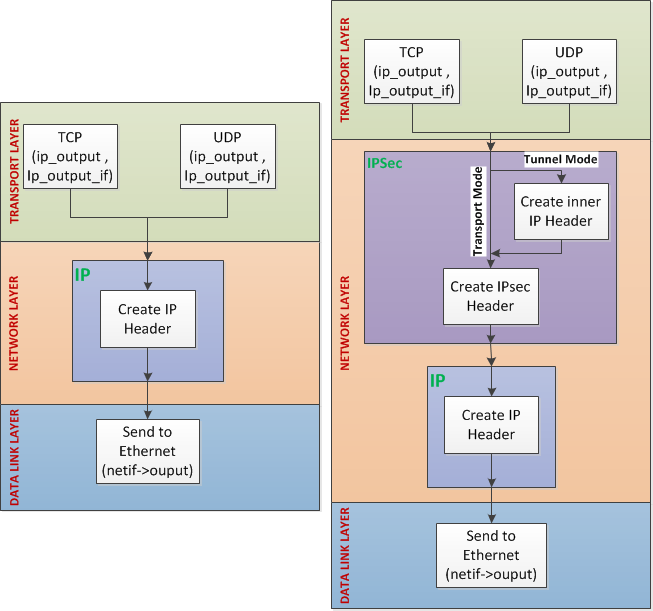 TRANSPORT LAYER
TCP
(ip_output ,
Ip_output_if)
UDP
(ip_output ,
Ip_output_if)
NETWORK LAYER
IP
Create IP
Header
DATA LINK LAYER
Send to
Ethernet
(netif->ouput)
TRANSPORT LAYER
TCP
(ip_output ,
Ip_output_if)
UDP
(ip_output ,
Ip_output_if)
NETWORK LAYER
IPSec
Tunnel Mode
Transport Mode
Create inner
IP Header
Create IPsec
Header
IP
Create IP
Header
DATA LINK LAYER
Send to
Ethernet
(netif->ouput)